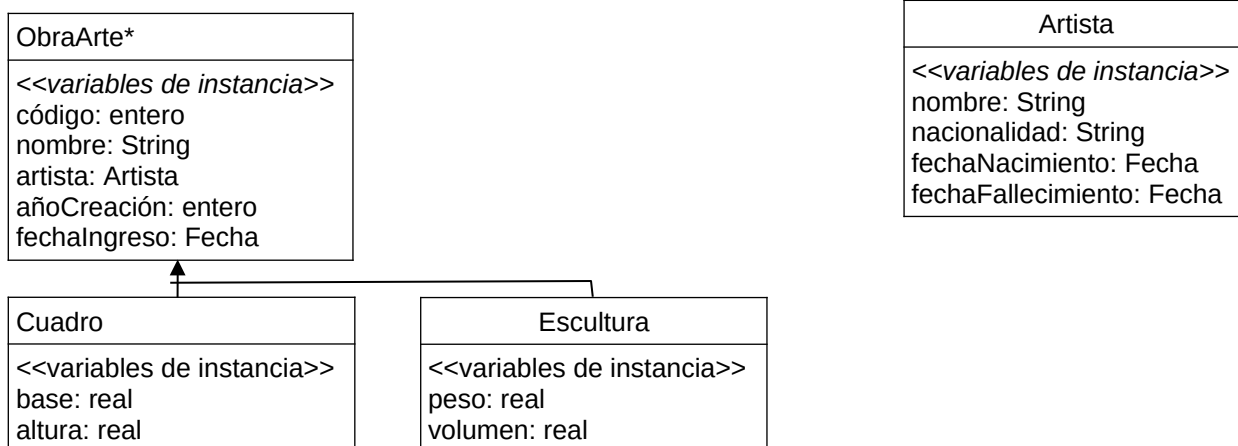 ObraArte*
<<variables de instancia>>
código: entero
nombre: String
artista: Artista
añoCreación: entero
fechaIngreso: Fecha
Artista
<<variables de instancia>>
nombre: String
nacionalidad: String
fechaNacimiento: Fecha
fechaFallecimiento: Fecha
Cuadro
<<variables de instancia>>
base: real
altura: real
Escultura
<<variables de instancia>>
peso: real
volumen: real